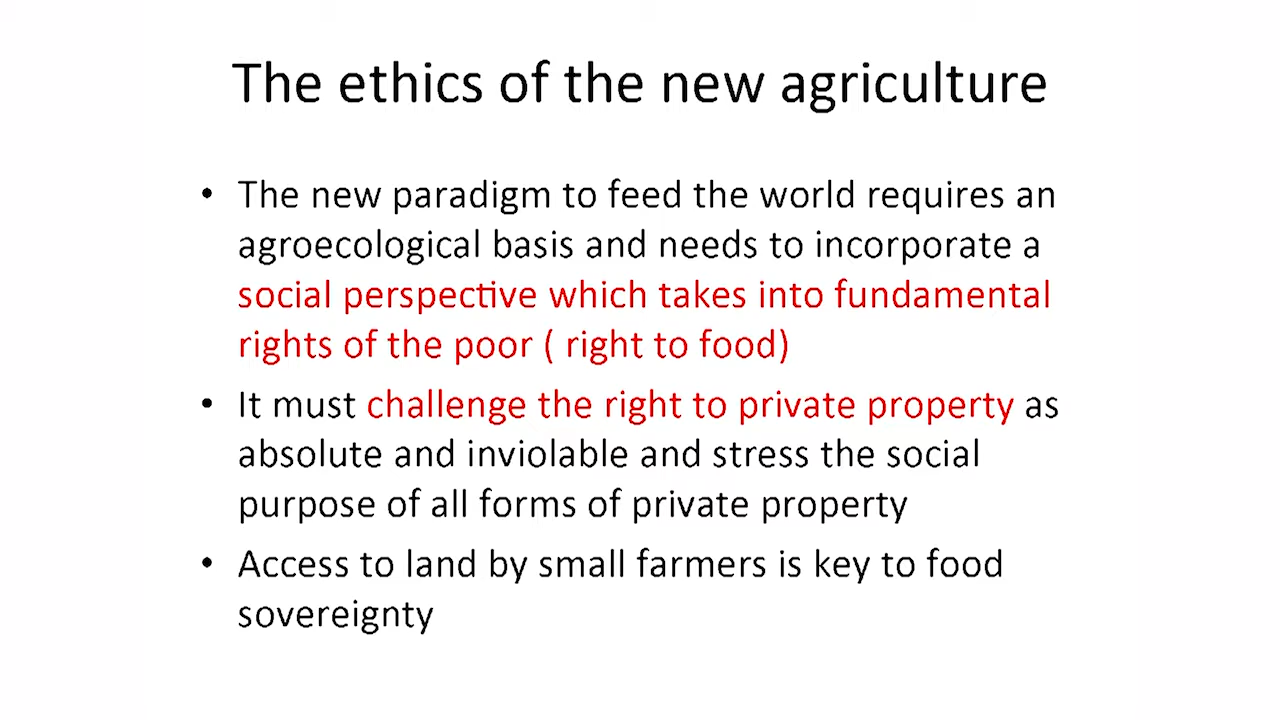 The ethics of the new agriculture
• The new paradigm to feed the world requires an
agroecological basis and needs to incorporate a
social perspective which takes into fundamental
rights of the poor ( right to food)
• It must challenge the right to private property as
absolute and inviolable and stress the social
purpose of all forms of private property
• Access to land by small farmers is key to food
sovereignty